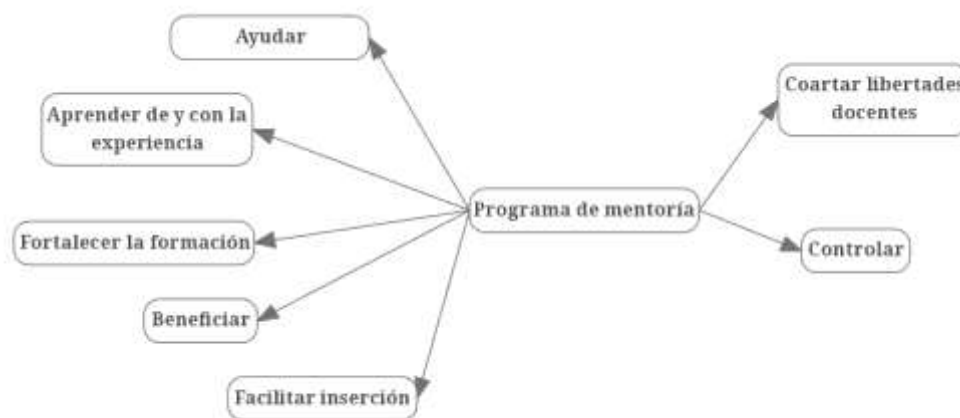 Ayudar
Coartar libertades
docentes
Aprender de y con la
experiencia
Programa de mentoría
Fortalecer la formación
Controlar
Beneficiar
Facilitar inserción